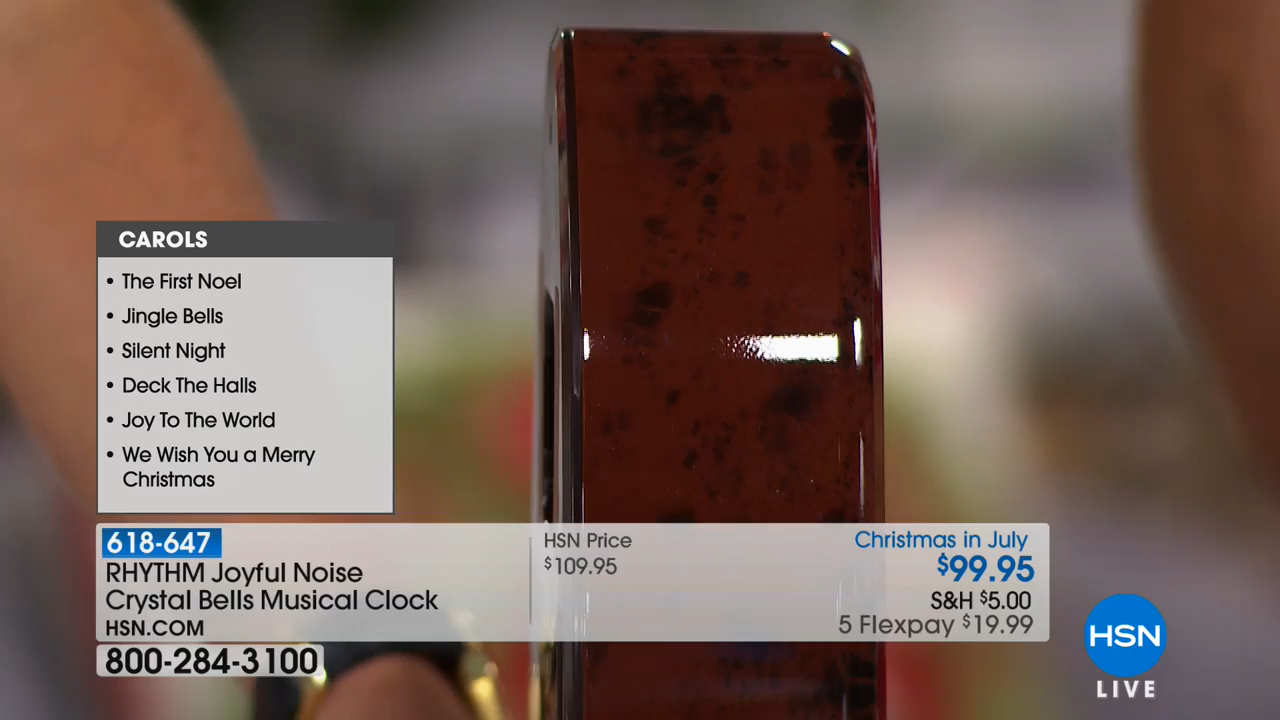 CAROLS
• The First Noel
• Jingle Bells
• Silent Night
• Deck The Halls
• Joy To The World
• We Wish You a Merry
Christmas
618-647
RHYTHM Joyful Noise
Crystal Bells Musical Clock
HSN.COM
800-284-3100
HSN Price
$109.95
Christmas in July
$99.95
S&H $5.00
5 Flexpay $19.99
HSN
LIVE